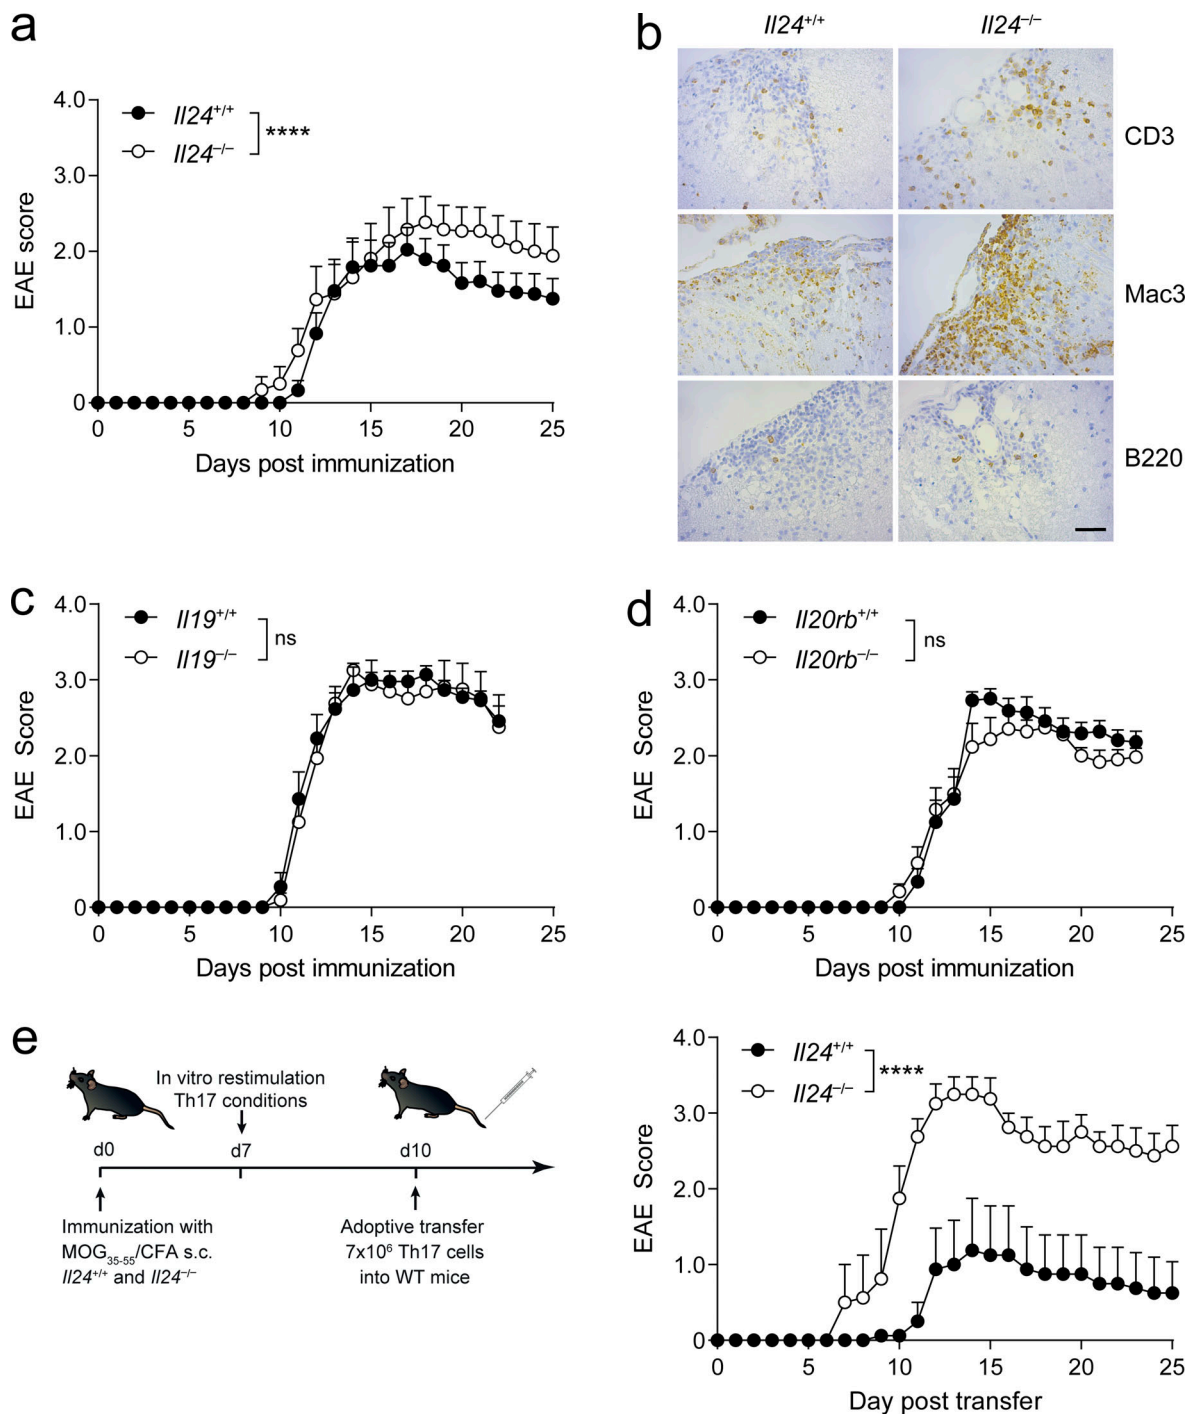 a
Il24+/+
Il24–/–
****
4.0
3.0
2.0
1.0
0
EAE score
0 5 10 15 20 25
Days post immunization
b
Il24+/+ Il24–/–
CD3
Mac3
B220
c
Il19+/+
Il19–/–
ns
4.0
3.0
2.0
1.0
0
EAE Score
0 5 10 15 20 25
Days post immunization
d
Il20rb+/+
Il20rb–/–
ns
4.0
3.0
2.0
1.0
0
EAE Score
0 5 10 15 20 25
Days post immunization
e
In vitro restimulation
Th17 conditions
d0 d7 d10
Immunization with
MOG35-55/CFA s.c.
Il24+/+ and Il24–/–
Adoptive transfer
7x10⁶ Th17 cells
into WT mice
Il24+/+
Il24–/–
****
4.0
3.0
2.0
1.0
0
EAE Score
0 5 10 15 20 25
Day post transfer